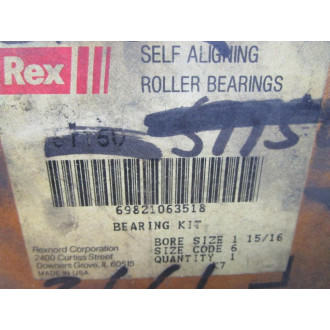 Rex
SELF ALIGNING
ROLLER BEARINGS
5115
69821063518
BEARING KIT
BORE SIZE 1 15/16
SIZE CODE 6
QUANTITY 1
K7
Rexnord Corporation
2400 Curtiss Street
Downers Grove, IL 60515
MADE IN USA